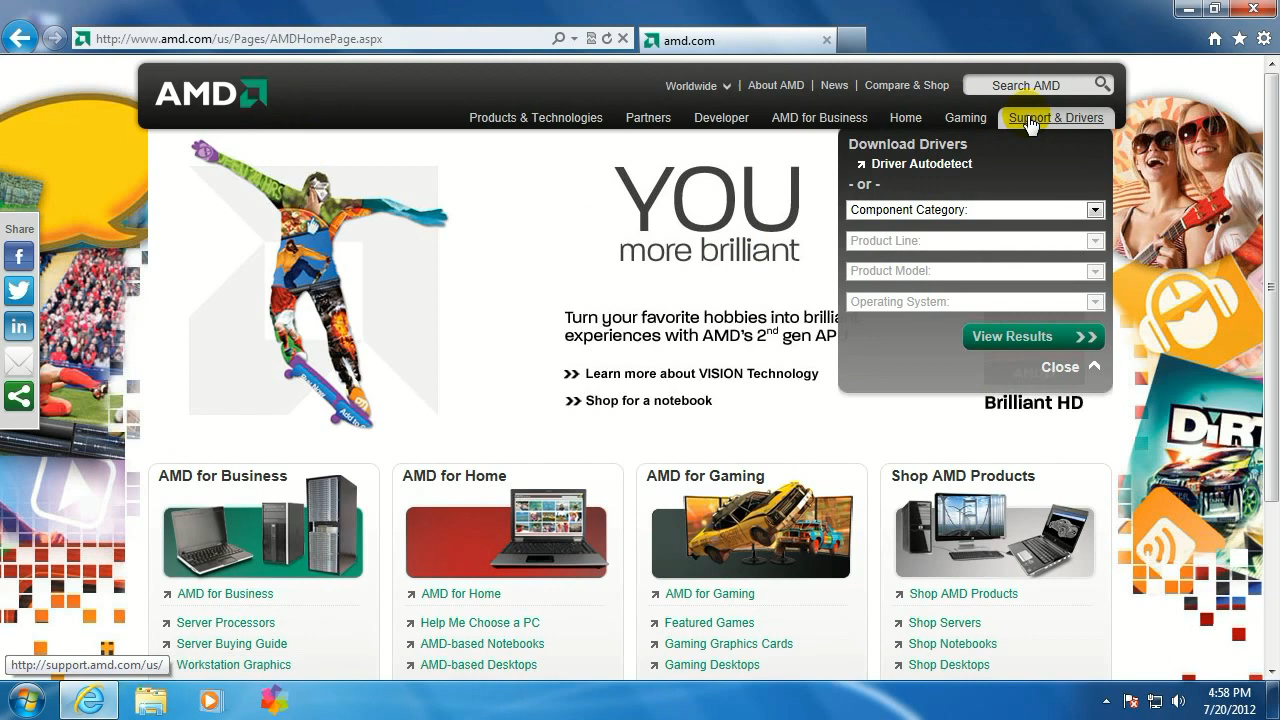 http://www.amd.com/us/Pages/AMDHomePage.aspx
amd.com
AMD
Worldwide | About AMD | News | Compare & Shop
Search AMD
Products & Technologies Partners Developer AMD for Business Home Gaming Support & Drivers
Download Drivers
Driver Autodetect
- or -
Component Category:
Product Line:
Product Model:
Operating System:
View Results
Close
YOU
more brilliant
Turn your favorite hobbies into brillia
experiences with AMD's 2nd gen AP
Learn more about VISION Technology
Shop for a notebook
Brilliant HD
Share
DiRT
AMD for Business
AMD for Business
Server Processors
Server Buying Guide
Workstation Graphics
AMD for Home
AMD for Home
Help Me Choose a PC
AMD-based Notebooks
AMD-based Desktops
AMD for Gaming
AMD for Gaming
Featured Games
Gaming Graphics Cards
Gaming Desktops
Shop AMD Products
Shop AMD Products
Shop Servers
Shop Notebooks
Shop Desktops
http://support.amd.com/us/
4:58 PM
7/20/2012